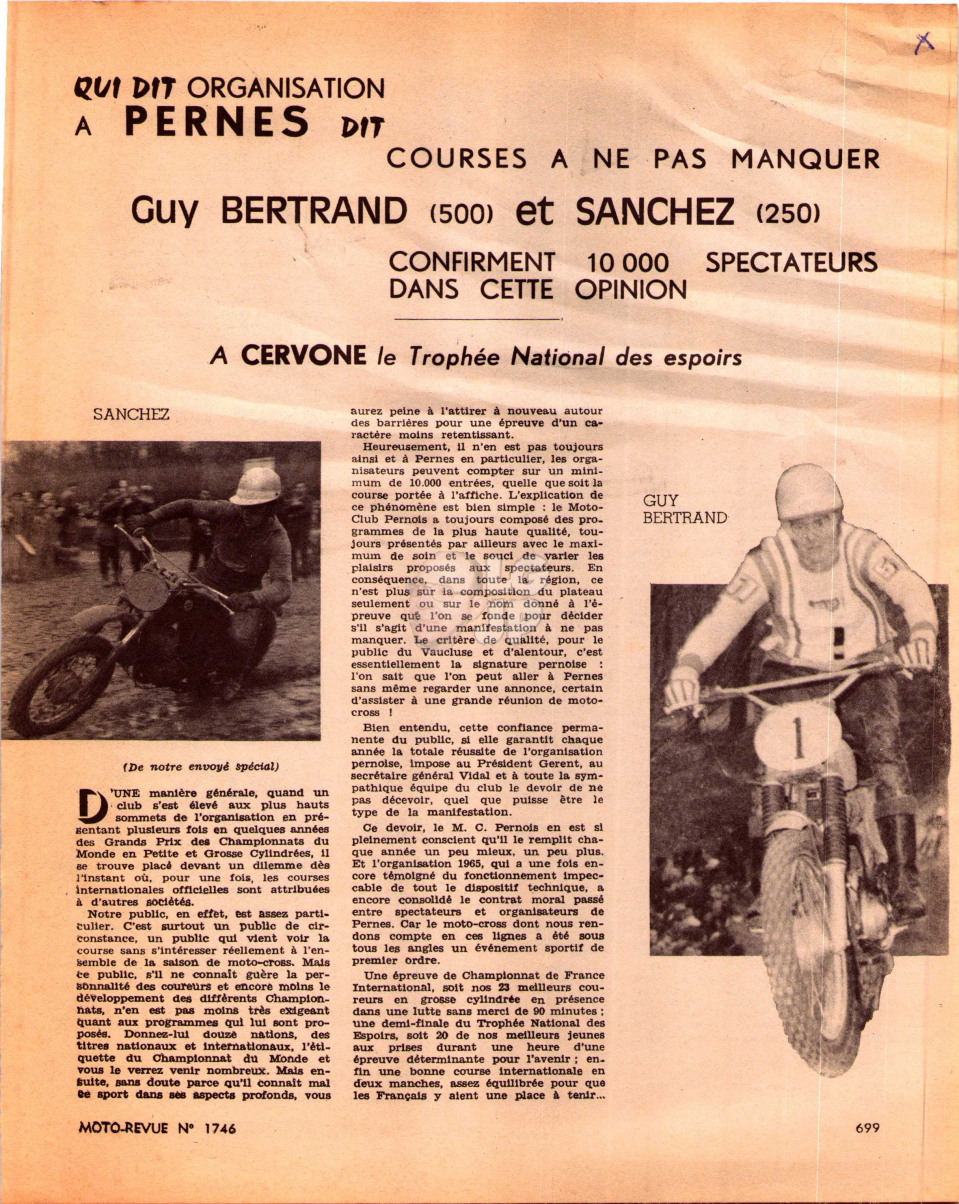 QUI DIT ORGANISATION
A PERNES DIT
COURSES A NE PAS MANQUER
Guy BERTRAND (500) et SANCHEZ (250)
CONFIRMENT 10 000 SPECTATEURS
DANS CETTE OPINION
A CERVONE le Trophée National des espoirs
SANCHEZ
(De notre envoyé spécial)
D'UNE manière générale, quand un
club s'est élevé aux plus hauts
sommets de l'organisation en pré-
sentant plusieurs fois en quelques années
des Grands Prix des Championnats du
Monde en Petite et Grosse Cylindrées, il
se trouve placé devant un dilemme dès
l'instant où, pour une fois, les courses
internationales officielles sont attribuées
à d'autres sociétés.
Notre public, en effet, est assez parti-
culier. C'est surtout un public de cir-
constance, un public qui vient voir la
course sans s'intéresser réellement à l'en-
semble de la saison de moto-cross. Mais
ce public, s'il ne connaît guère la per-
sonnalité des coureurs et encore moins le
développement des différents Champion-
nats, n'en est pas moins très exigeant
quant aux programmes qui lui sont pro-
posés. Donnez-lui douze nations, des
titres nationaux et internationaux, l'éti-
quette du Championnat du Monde et
vous le verrez venir nombreux. Mais en-
suite, sans doute parce qu'il connaît mal
ce sport dans ses aspects profonds, vous
aurez peine à l'attirer à nouveau autour
des barrières pour une épreuve d'un ca-
ractère moins retentissant.
Heureusement, il n'en est pas toujours
ainsi et à Pernes en particulier, les orga-
nisateurs peuvent compter sur un mini-
mum de 10.000 entrées, quelle que soit la
course portée à l'affiche. L'explication de
ce phénomène est bien simple : le Moto-
Club Pernois a toujours composé des pro-
grammes de la plus haute qualité, tou-
jours présentés par ailleurs avec le maxi-
mum de soin et le souci de varier les
plaisirs proposés aux spectateurs. En
conséquence, dans toute la région, ce
n'est plus sur la composition du plateau
seulement ou sur le nom donné à l'é-
preuve que l'on se fonde pour décider
s'il s'agit d'une manifestation à ne pas
manquer. Le critère de qualité, pour le
public du Vaucluse et d'alentour, c'est
essentiellement la signature pernoise :
l'on sait que l'on peut aller à Pernes
sans même regarder une annonce, certain
d'assister à une grande réunion de moto-
cross !
Bien entendu, cette confiance perma-
nente du public, si elle garantit chaque
année la totale réussite de l'organisation
pernoise, impose au Président Gerent, au
secrétaire général Vidal et à toute la sym-
pathique équipe du club le devoir de ne
pas décevoir, quel que puisse être le
type de la manifestation.
Ce devoir, le M. C. Pernois en est si
pleinement conscient qu'il le remplit cha-
que année un peu mieux, un peu plus.
Et l'organisation 1965, qui a une fois en-
core témoigné du fonctionnement impec-
cable de tout le dispositif technique, a
encore consolidé le contrat moral passé
entre spectateurs et organisateurs de
Pernes. Car le moto-cross dont nous ren-
dons compte en ces lignes a été sous
tous les angles un événement sportif de
premier ordre.
Une épreuve de Championnat de France
International, soit nos 23 meilleurs cou-
reurs en grosse cylindrée en présence
dans une lutte sans merci de 90 minutes ;
une demi-finale du Trophée National des
Espoirs, soit 20 de nos meilleurs jeunes
aux prises durant une heure d'une
épreuve déterminante pour l'avenir ; en-
fin une bonne course internationale en
deux manches, assez équilibrée pour que
les Français y aient une place à tenir...
GUY
BERTRAND
1
MOTO-REVUE N° 1746
699